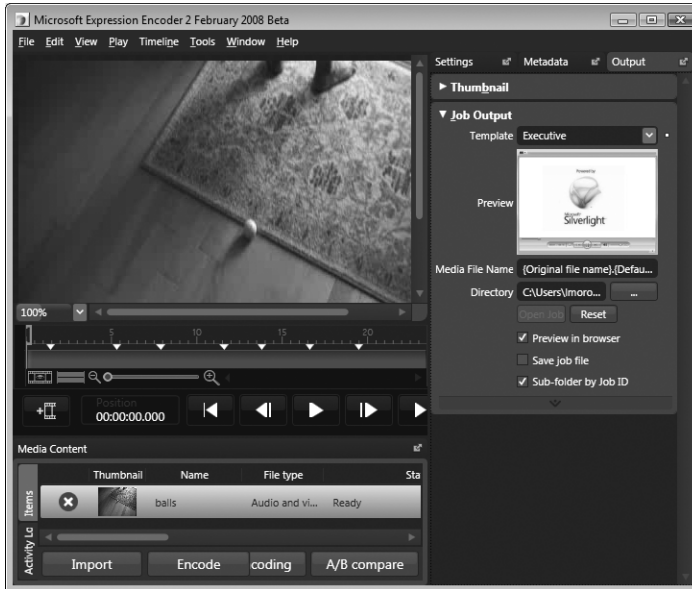 Microsoft Expression Encoder 2 February 2008 Beta
File Edit View Play Timeline Tools Window Help
Settings Metadata Output
Thumbnail
Job Output
Template Executive
Preview
Powered by
Microsoft
Silverlight
Media File Name {Original file name}.{Defau...
Directory C:\Users\lmoro... ...
Open Job Reset
Preview in browser
Save job file
Sub-folder by Job ID
100%
5 10 15 20
Position
00:00:00.000
Media Content
Items
Activity Lo
Thumbnail Name File type Sta
balls Audio and vi... Ready
Import Encode coding A/B compare